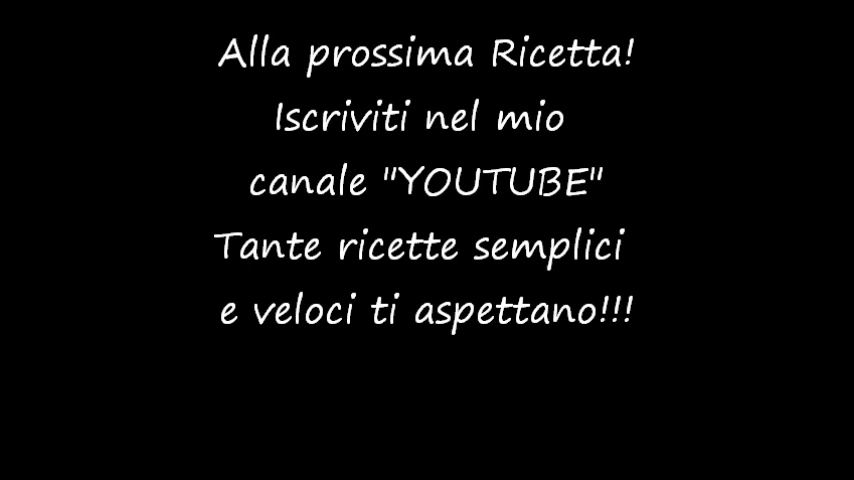 Alla prossima Ricetta!
Iscriviti nel mio
canale "YOUTUBE"
Tante ricette semplici
e veloci ti aspettano!!!